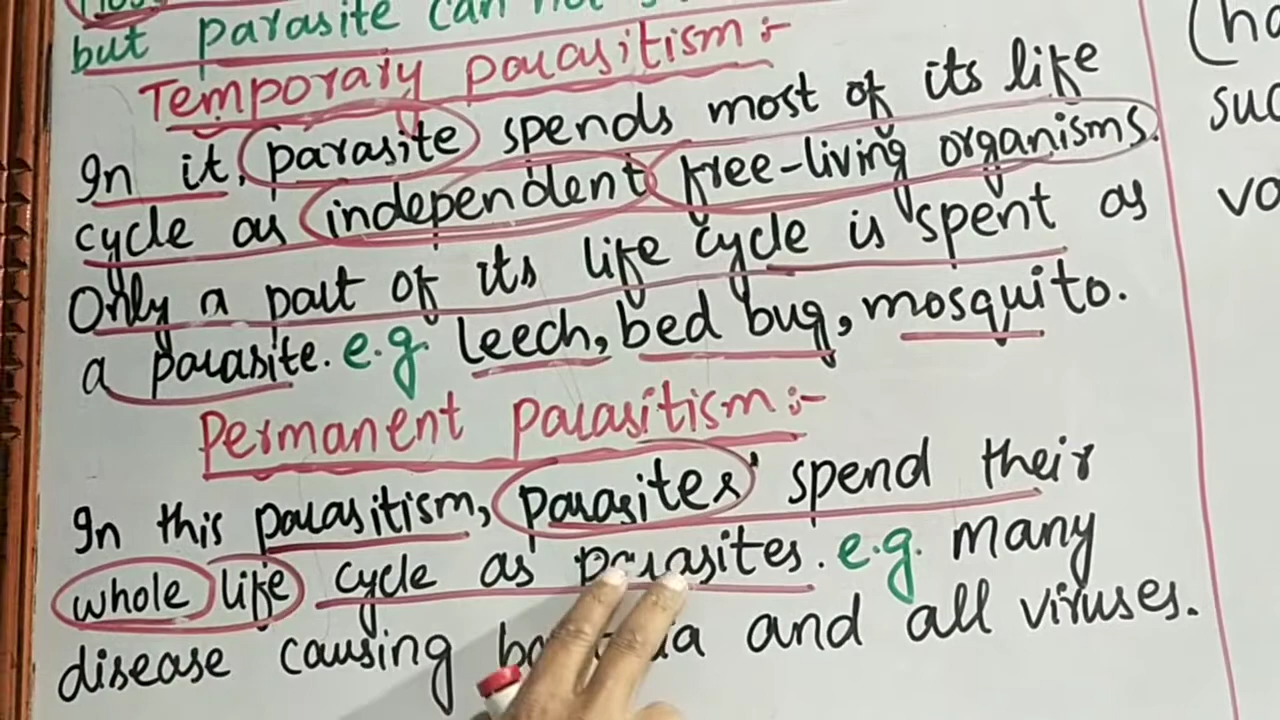 but parasite can not
Temporary parasitism:-
In it, parasite spends most of its life
cycle as independent free-living organisms.
Only a part of its life cycle is spent as
a parasite. e.g. leech, bed bug, mosquito.
Permanent Parasitism:-
In this parasitism, parasites spend their
whole life cycle as parasites. e.g. many
disease causing and all viruses.